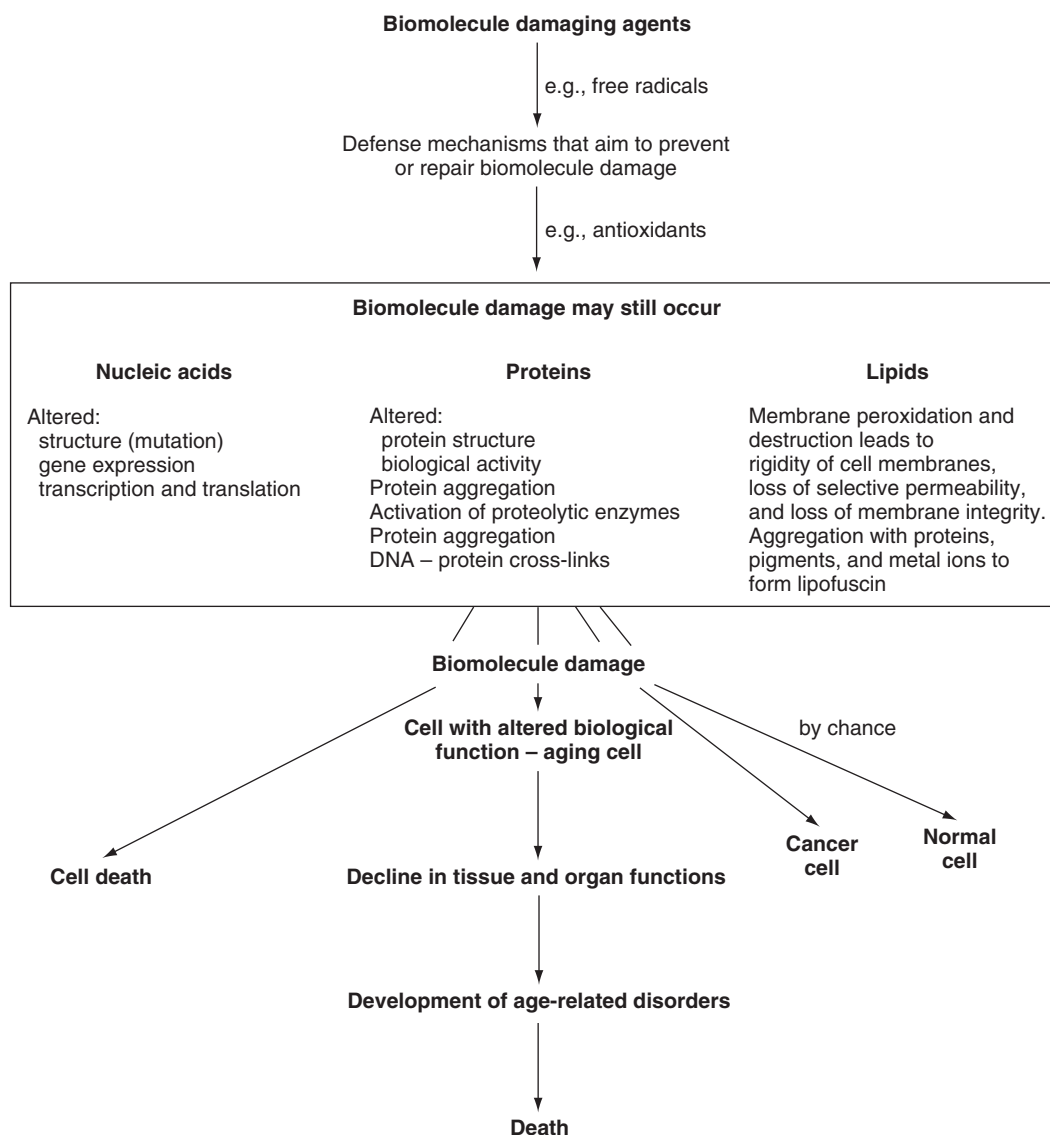 Biomolecule damaging agents
e.g., free radicals
Defense mechanisms that aim to prevent
or repair biomolecule damage
e.g., antioxidants
Biomolecule damage may still occur
Nucleic acids
Altered:
structure (mutation)
gene expression
transcription and translation
Proteins
Altered:
protein structure
biological activity
Protein aggregation
Activation of proteolytic enzymes
Protein aggregation
DNA – protein cross-links
Lipids
Membrane peroxidation and
destruction leads to
rigidity of cell membranes,
loss of selective permeability,
and loss of membrane integrity.
Aggregation with proteins,
pigments, and metal ions to
form lipofuscin
Biomolecule damage
Cell with altered biological
function – aging cell
by chance
Cell death
Decline in tissue and organ functions
Cancer
cell
Normal
cell
Development of age-related disorders
Death